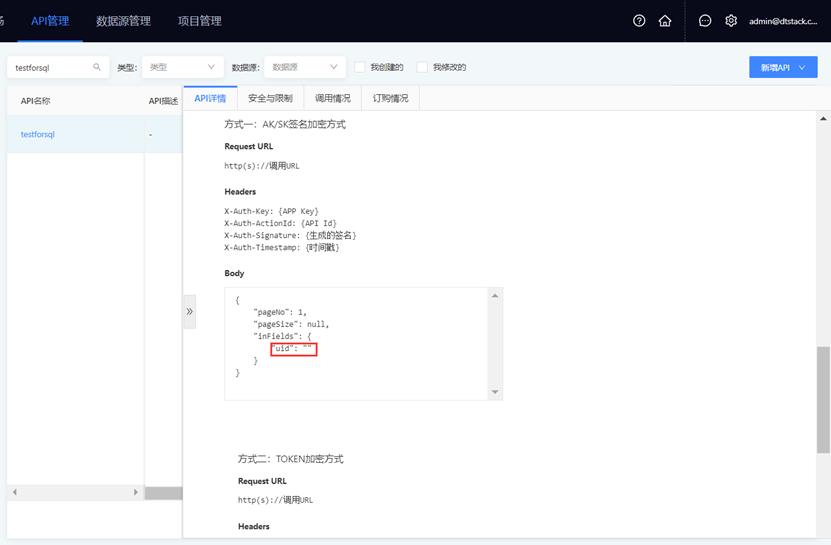 场 API管理 数据源管理 项目管理 admin@dtstack.c...
testforsql 类型: 类型 数据源: 数据源 我创建的 我修改的 新增API
API名称 API描述 API详情 安全与限制 调用情况 订购情况
testforsql -
方式一：AK/SK签名加密方式
Request URL
http(s)://调用URL
Headers
X-Auth-Key: {APP Key}
X-Auth-ActionId: {API Id}
X-Auth-Signature: {生成的签名}
X-Auth-Timestamp: {时间戳}
Body
{
"pageNo": 1,
"pageSize": null,
"inFields": {
"uid": ""
}
}
方式二：TOKEN加密方式
Request URL
http(s)://调用URL
Headers